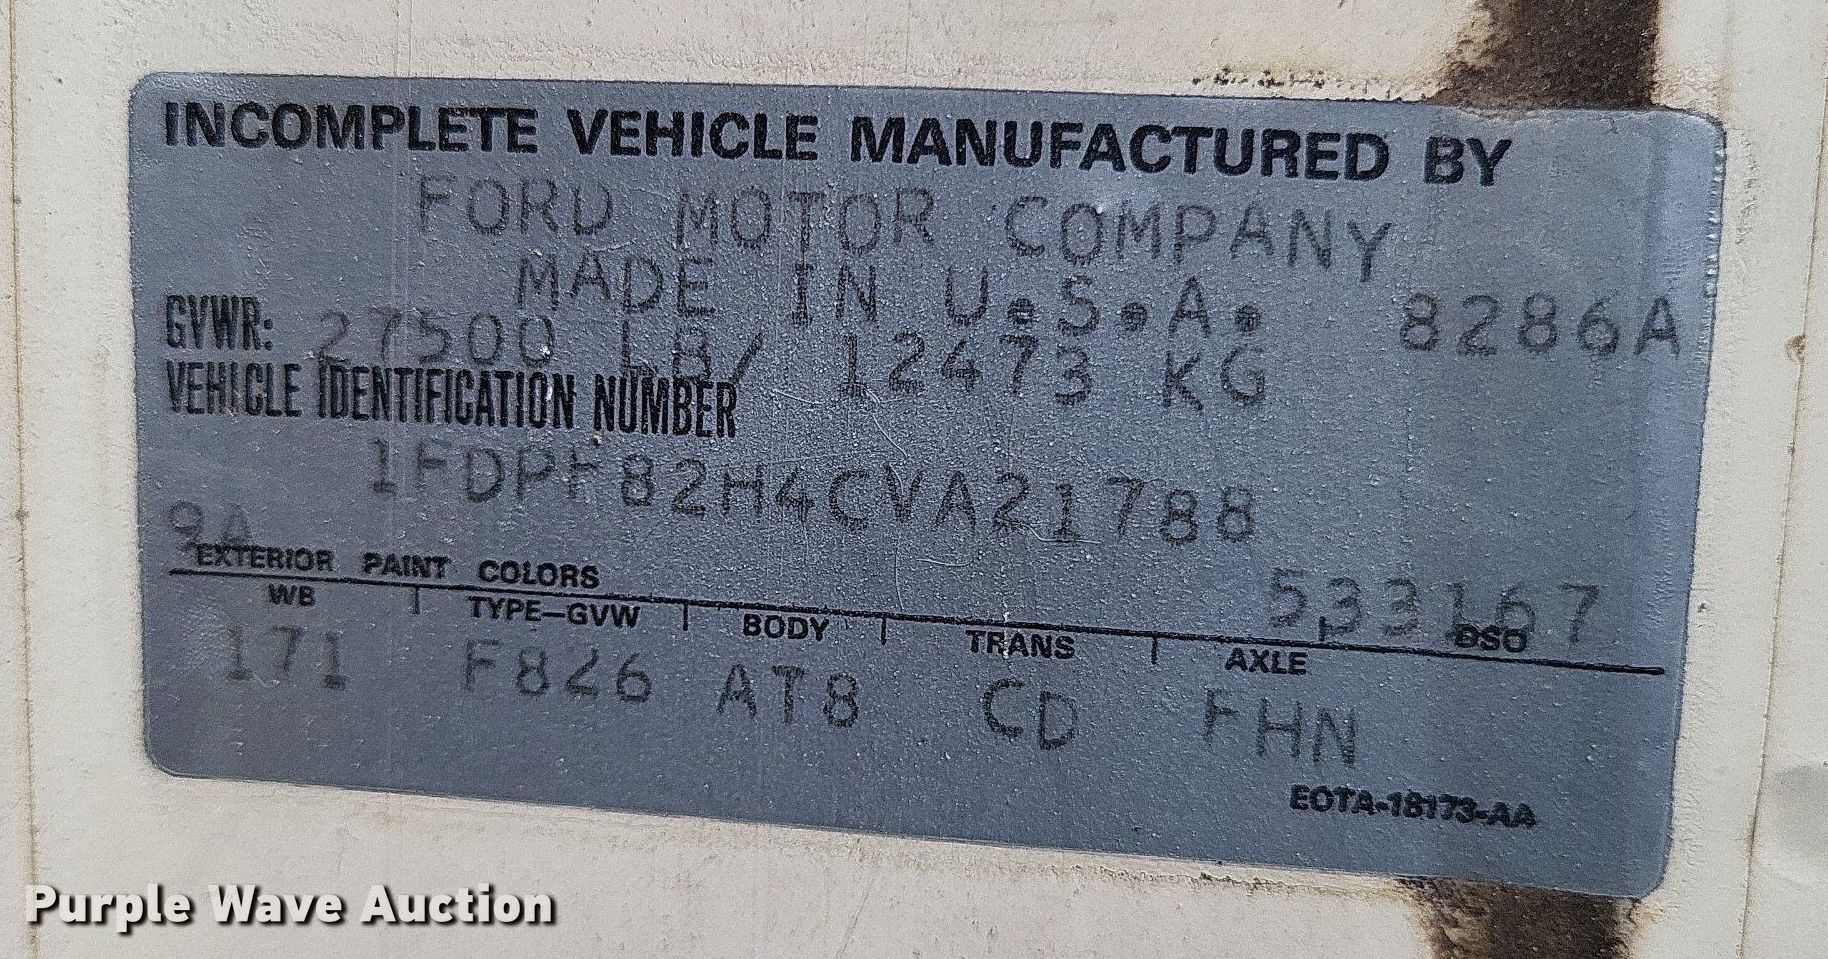 INCOMPLETE VEHICLE MANUFACTURED BY
FORD MOTOR COMPANY
MADE IN U.S.A.
GVWR: 27500 LB/ 12473 KG 8286A
VEHICLE IDENTIFICATION NUMBER
1FDPF82H4CVA21788
9A
EXTERIOR PAINT COLORS 533167
WB TYPE-GVW BODY TRANS AXLE DSO
171 F826 AT8 CD FHN
EOTA-18173-AA
Purple Wave Auction